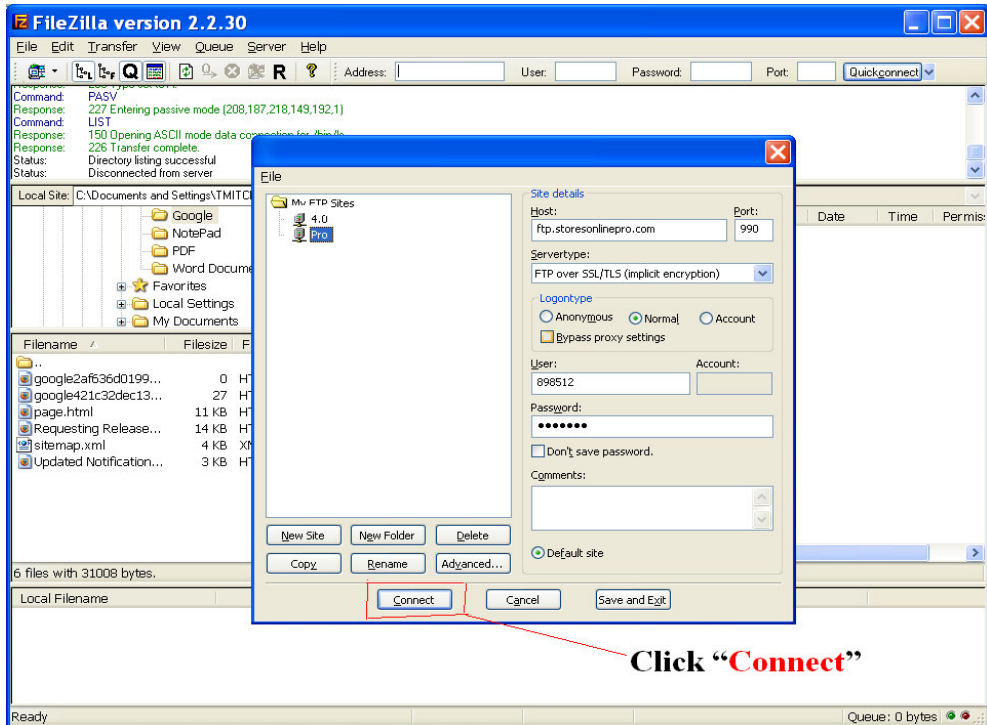 FileZilla version 2.2.30
File Edit Transfer View Queue Server Help
Address: User: Password: Port: Quickconnect
Command: PASV
Response: 227 Entering passive mode (208,187,218,149,192,1)
Command: LIST
Response: 150 Opening ASCII mode data connection for /bin/ls
Response: 226 Transfer complete.
Status: Directory listing successful
Status: Disconnected from server
Local Site: C:\Documents and Settings\TMITC
Google
NotePad
PDF
Word Docume
Favorites
Local Settings
My Documents
Filename Filesize F
..
google2af636d0199... 0 HT
google421c32dec13... 27 HT
page.html 11 KB HT
Requesting Release... 14 KB HT
sitemap.xml 4 KB XM
Updated Notification... 3 KB HT
6 files with 31008 bytes.
Local Filename
Date Time Permis
File
My FTP Sites
4.0
Pro
New Site New Folder Delete
Copy Rename Advanced...
Site details
Host: Port:
ftp.storesonlinepro.com 990
Servertype:
FTP over SSL/TLS (implicit encryption)
Logontype
Anonymous Normal Account
Bypass proxy settings
User: Account:
898512
Password:
•••••••
Don't save password.
Comments:
Default site
Connect Cancel Save and Exit
Click “Connect”
Ready Queue: 0 bytes